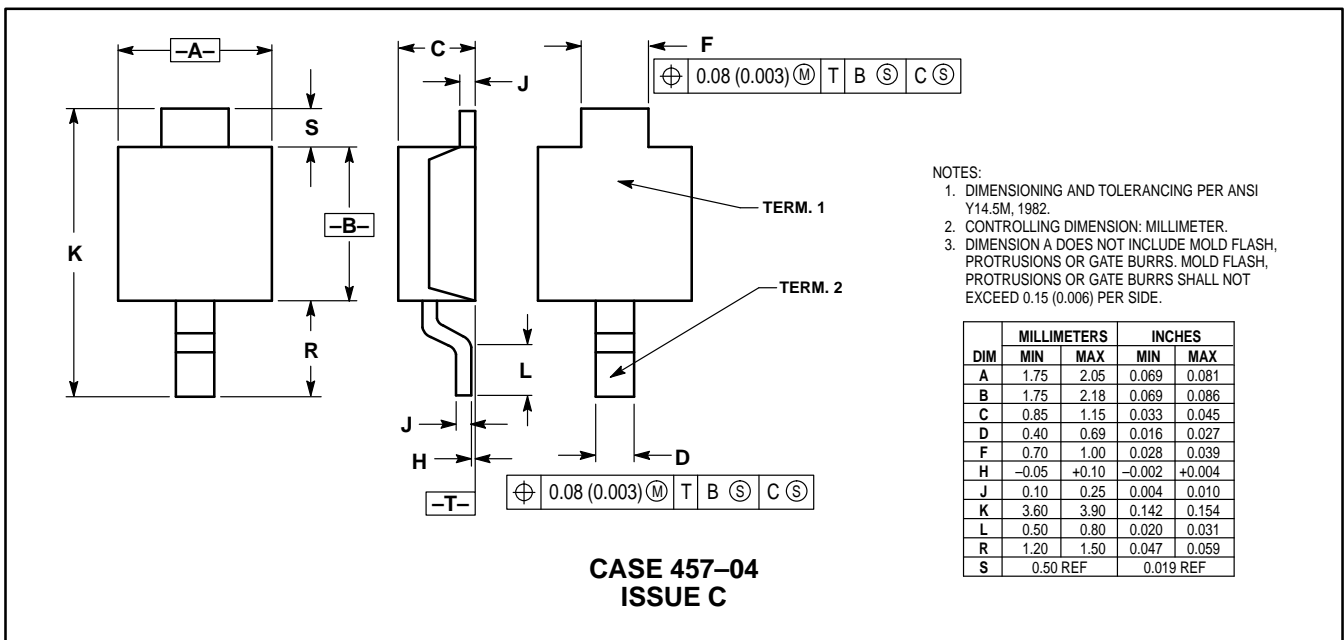 –A–
S
K
R
C
J
–B–
L
J
H
–T–
F
⌖ 0.08 (0.003) Ⓜ T B Ⓢ C Ⓢ
TERM. 1
TERM. 2
D
⌖ 0.08 (0.003) Ⓜ T B Ⓢ C Ⓢ
NOTES:
1. DIMENSIONING AND TOLERANCING PER ANSI
Y14.5M, 1982.
2. CONTROLLING DIMENSION: MILLIMETER.
3. DIMENSION A DOES NOT INCLUDE MOLD FLASH,
PROTRUSIONS OR GATE BURRS. MOLD FLASH,
PROTRUSIONS OR GATE BURRS SHALL NOT
EXCEED 0.15 (0.006) PER SIDE.
MILLIMETERS INCHES
DIM MIN MAX MIN MAX
A 1.75 2.05 0.069 0.081
B 1.75 2.18 0.069 0.086
C 0.85 1.15 0.033 0.045
D 0.40 0.69 0.016 0.027
F 0.70 1.00 0.028 0.039
H –0.05 +0.10 –0.002 +0.004
J 0.10 0.25 0.004 0.010
K 3.60 3.90 0.142 0.154
L 0.50 0.80 0.020 0.031
R 1.20 1.50 0.047 0.059
S 0.50 REF 0.019 REF
CASE 457–04
ISSUE C